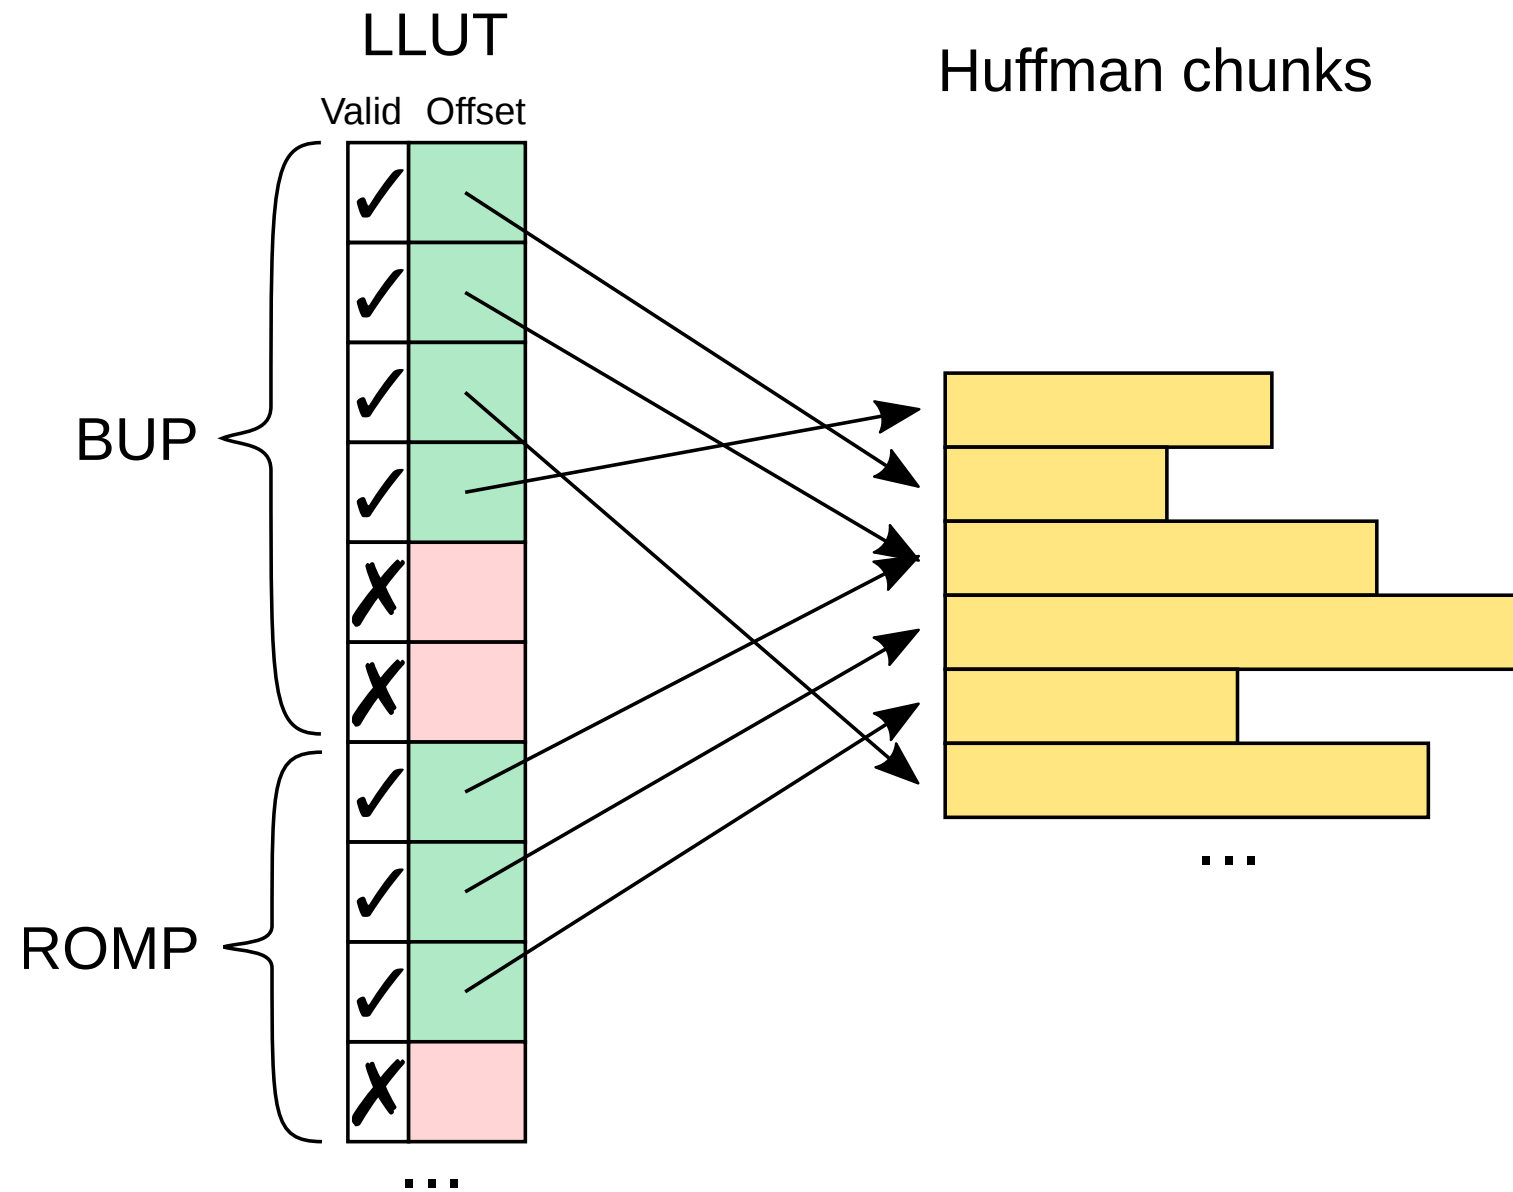 LLUT
Huffman chunks
Valid Offset
✓
✓
✓
✓
✗
✗
✓
✓
✓
✗
BUP
ROMP
...
...